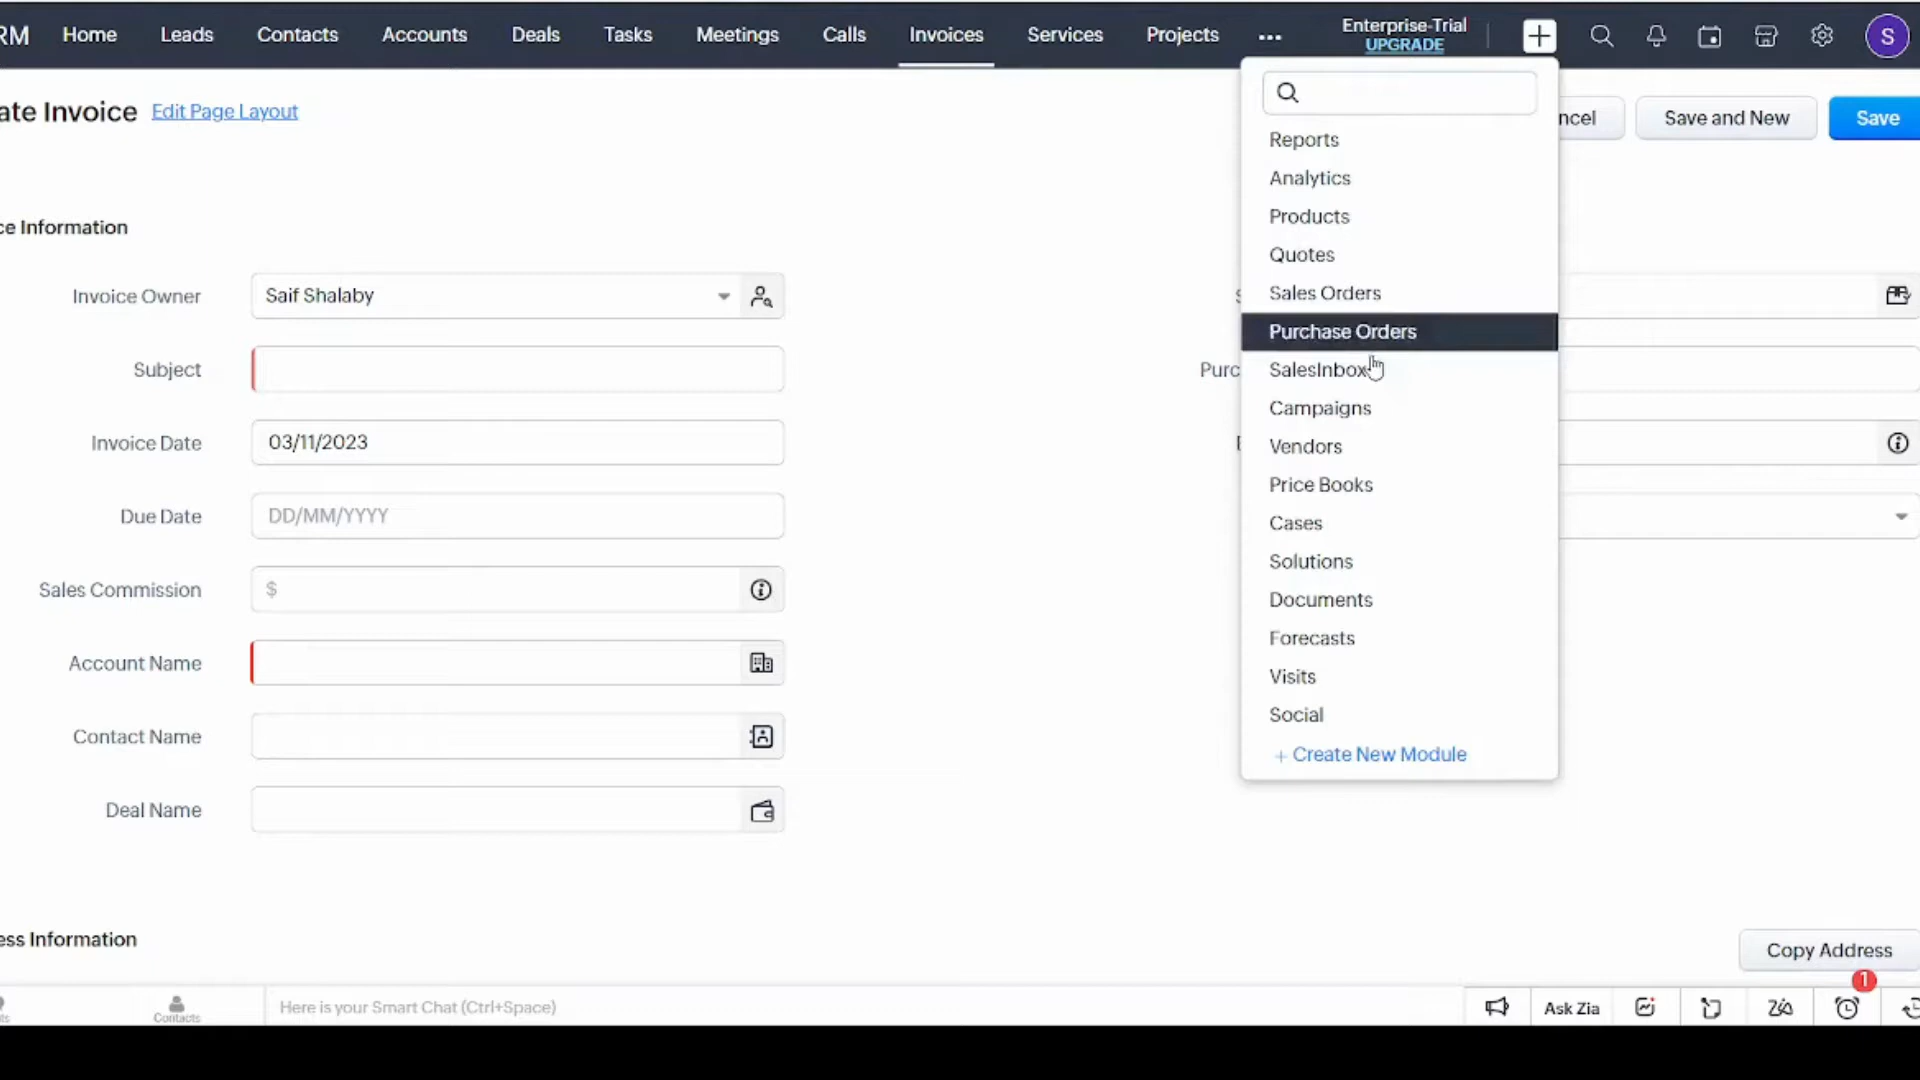 RM Home Leads Contacts Accounts Deals Tasks Meetings Calls Invoices Services Projects ... Enterprise-Trial S
UPGRADE
ate Invoice Edit Page Layout ncel Save and New Save
Reports
Analytics
Products
Quotes
Sales Orders
Purchase Orders
SalesInbox
Campaigns
Vendors
Price Books
Cases
Solutions
Documents
Forecasts
Visits
Social
+ Create New Module
ce Information
Invoice Owner Saif Shalaby
Subject Purc
Invoice Date 03/11/2023
Due Date DD/MM/YYYY
Sales Commission $
Account Name
Contact Name
Deal Name
ess Information Copy Address
1
ts Contacts Here is your Smart Chat (Ctrl+Space) Ask Zia